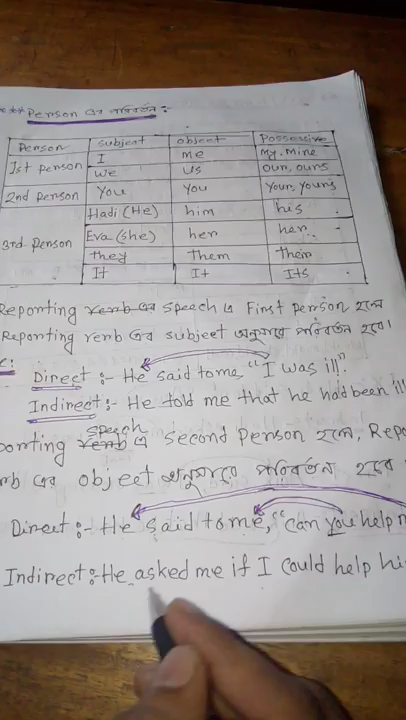 *** Person এর পরিবর্তন :-
Person subject object Possessive
1st person I me My, mine
We us our, ours
2nd person You you Your, yours
3rd person Hadi (He) him his
Eva (she) her her
they Them Them
It It Its
Reporting speech এ First person হলে
Reporting verb এর subject অনুসারে পরিবর্তন হবে।
Direct :- He said to me "I was ill".
Indirect :- He told me that he had been ill
speech
porting verb এ second person হলে, Repo
rb এর object অনুসারে পরিবর্তন হবে
Direct :- He said to me, "Can you help m
Indirect :- He asked me if I could help hi